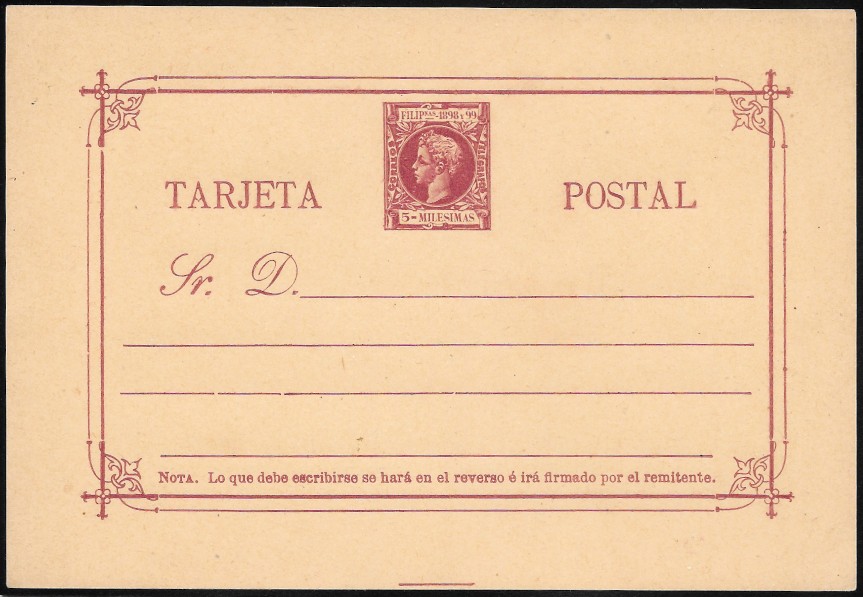 FILIPNAS-1898 Y 99
CORREOS
TELEGRAFOS
5-MILESIMAS
TARJETA POSTAL
Sr. D.
NOTA. Lo que debe escribirse se hará en el reverso é irá firmado por el remitente.